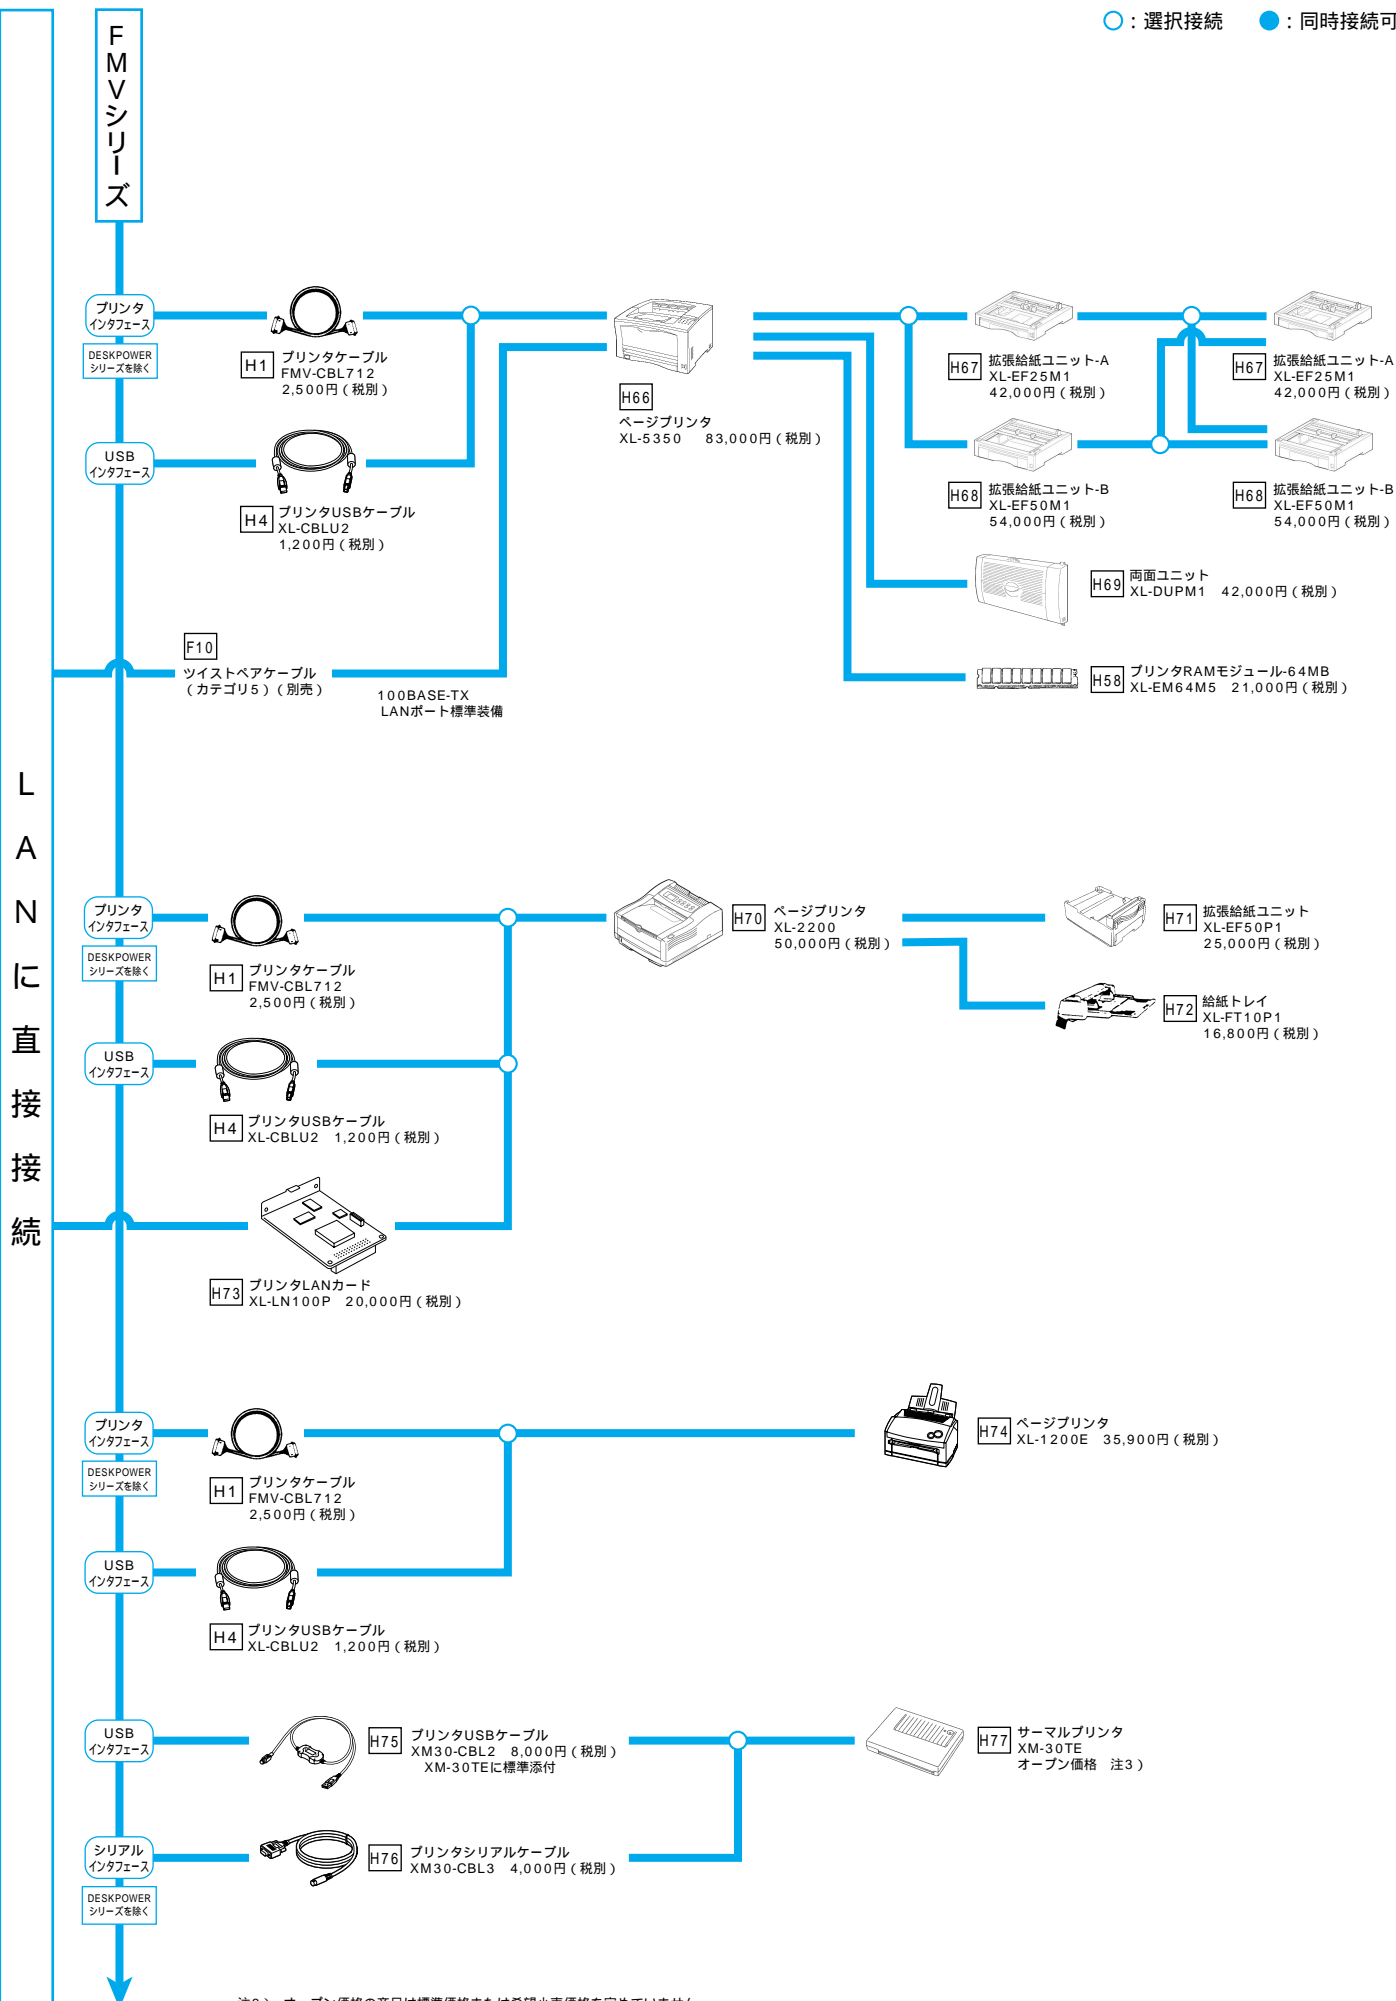 ○：選択接続　●：同時接続可
FMVシリーズ
LANに直接接続
プリンタ
インタフェース
DESKPOWER
シリーズを除く
H1 プリンタケーブル
FMV-CBL712
2,500円（税別）
USB
インタフェース
H4 プリンタUSBケーブル
XL-CBLU2
1,200円（税別）
F10
ツイストペアケーブル
（カテゴリ5）（別売）
100BASE-TX
LANポート標準装備
H66
ページプリンタ
XL-5350　83,000円（税別）
H67 拡張給紙ユニット-A
XL-EF25M1
42,000円（税別）
H67 拡張給紙ユニット-A
XL-EF25M1
42,000円（税別）
H68 拡張給紙ユニット-B
XL-EF50M1
54,000円（税別）
H68 拡張給紙ユニット-B
XL-EF50M1
54,000円（税別）
H69 両面ユニット
XL-DUPM1　42,000円（税別）
H58 プリンタRAMモジュール-64MB
XL-EM64M5　21,000円（税別）
プリンタ
インタフェース
DESKPOWER
シリーズを除く
H1 プリンタケーブル
FMV-CBL712
2,500円（税別）
USB
インタフェース
H4 プリンタUSBケーブル
XL-CBLU2　1,200円（税別）
H73 プリンタLANカード
XL-LN100P　20,000円（税別）
H70 ページプリンタ
XL-2200
50,000円（税別）
H71 拡張給紙ユニット
XL-EF50P1
25,000円（税別）
H72 給紙トレイ
XL-FT10P1
16,800円（税別）
プリンタ
インタフェース
DESKPOWER
シリーズを除く
H1 プリンタケーブル
FMV-CBL712
2,500円（税別）
USB
インタフェース
H4 プリンタUSBケーブル
XL-CBLU2　1,200円（税別）
H74 ページプリンタ
XL-1200E　35,900円（税別）
USB
インタフェース
H75 プリンタUSBケーブル
XM30-CBL2　8,000円（税別）
XM-30TEに標準添付
シリアル
インタフェース
DESKPOWER
シリーズを除く
H76 プリンタシリアルケーブル
XM30-CBL3　4,000円（税別）
H77 サーマルプリンタ
XM-30TE
オープン価格　注3）